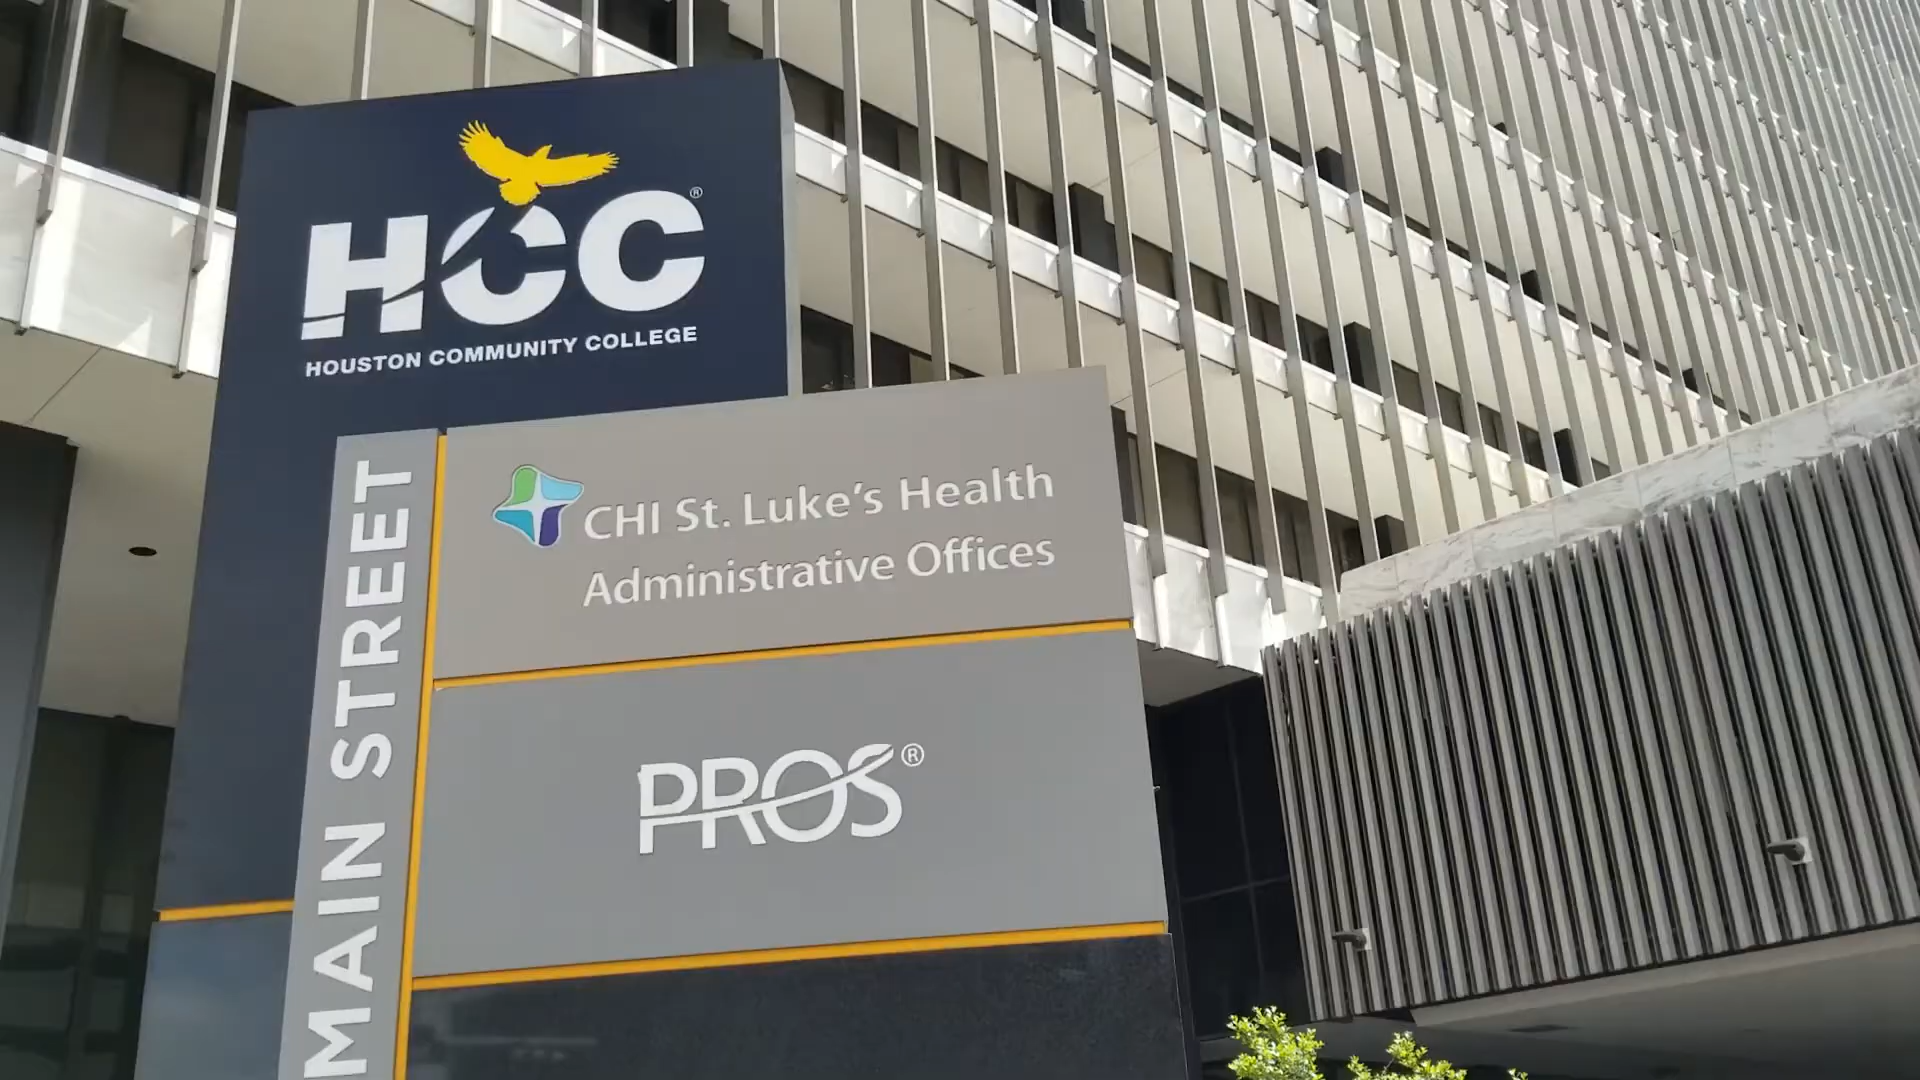 HCC®
HOUSTON COMMUNITY COLLEGE
MAIN STREET
CHI St. Luke's Health
Administrative Offices
PROS®